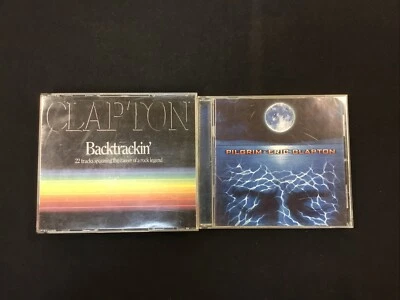 CLAPTON
Backtrackin'
22 tracks spanning the career of a rock legend
PILGRIM ERIC CLAPTON